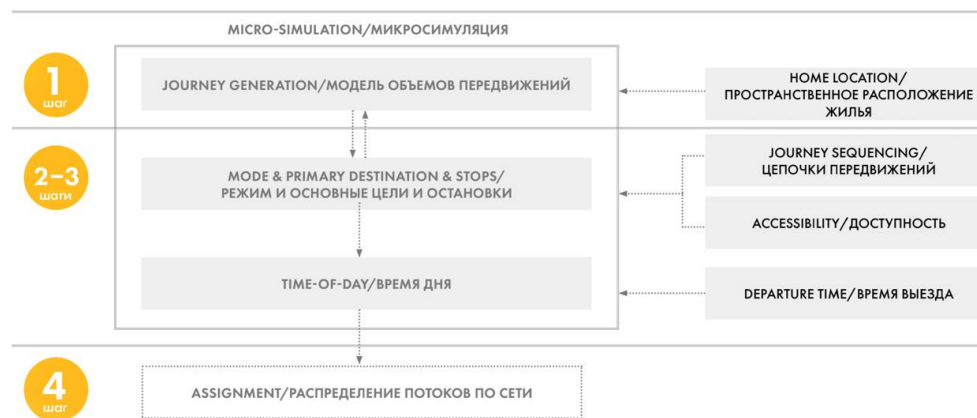 MICRO-SIMULATION/МИКРОСИМУЛЯЦИЯ
1
шаг
JOURNEY GENERATION/МОДЕЛЬ ОБЪЕМОВ ПЕРЕДВИЖЕНИЙ
HOME LOCATION/
ПРОСТРАНСТВЕННОЕ РАСПОЛОЖЕНИЕ
ЖИЛЬЯ
2–3
шаги
MODE & PRIMARY DESTINATION & STOPS/
РЕЖИМ И ОСНОВНЫЕ ЦЕЛИ И ОСТАНОВКИ
JOURNEY SEQUENCING/
ЦЕПОЧКИ ПЕРЕДВИЖЕНИЙ
ACCESSIBILITY/ДОСТУПНОСТЬ
TIME-OF-DAY/ВРЕМЯ ДНЯ
DEPARTURE TIME/ВРЕМЯ ВЫЕЗДА
4
шаг
ASSIGNMENT/РАСПРЕДЕЛЕНИЕ ПОТОКОВ ПО СЕТИ